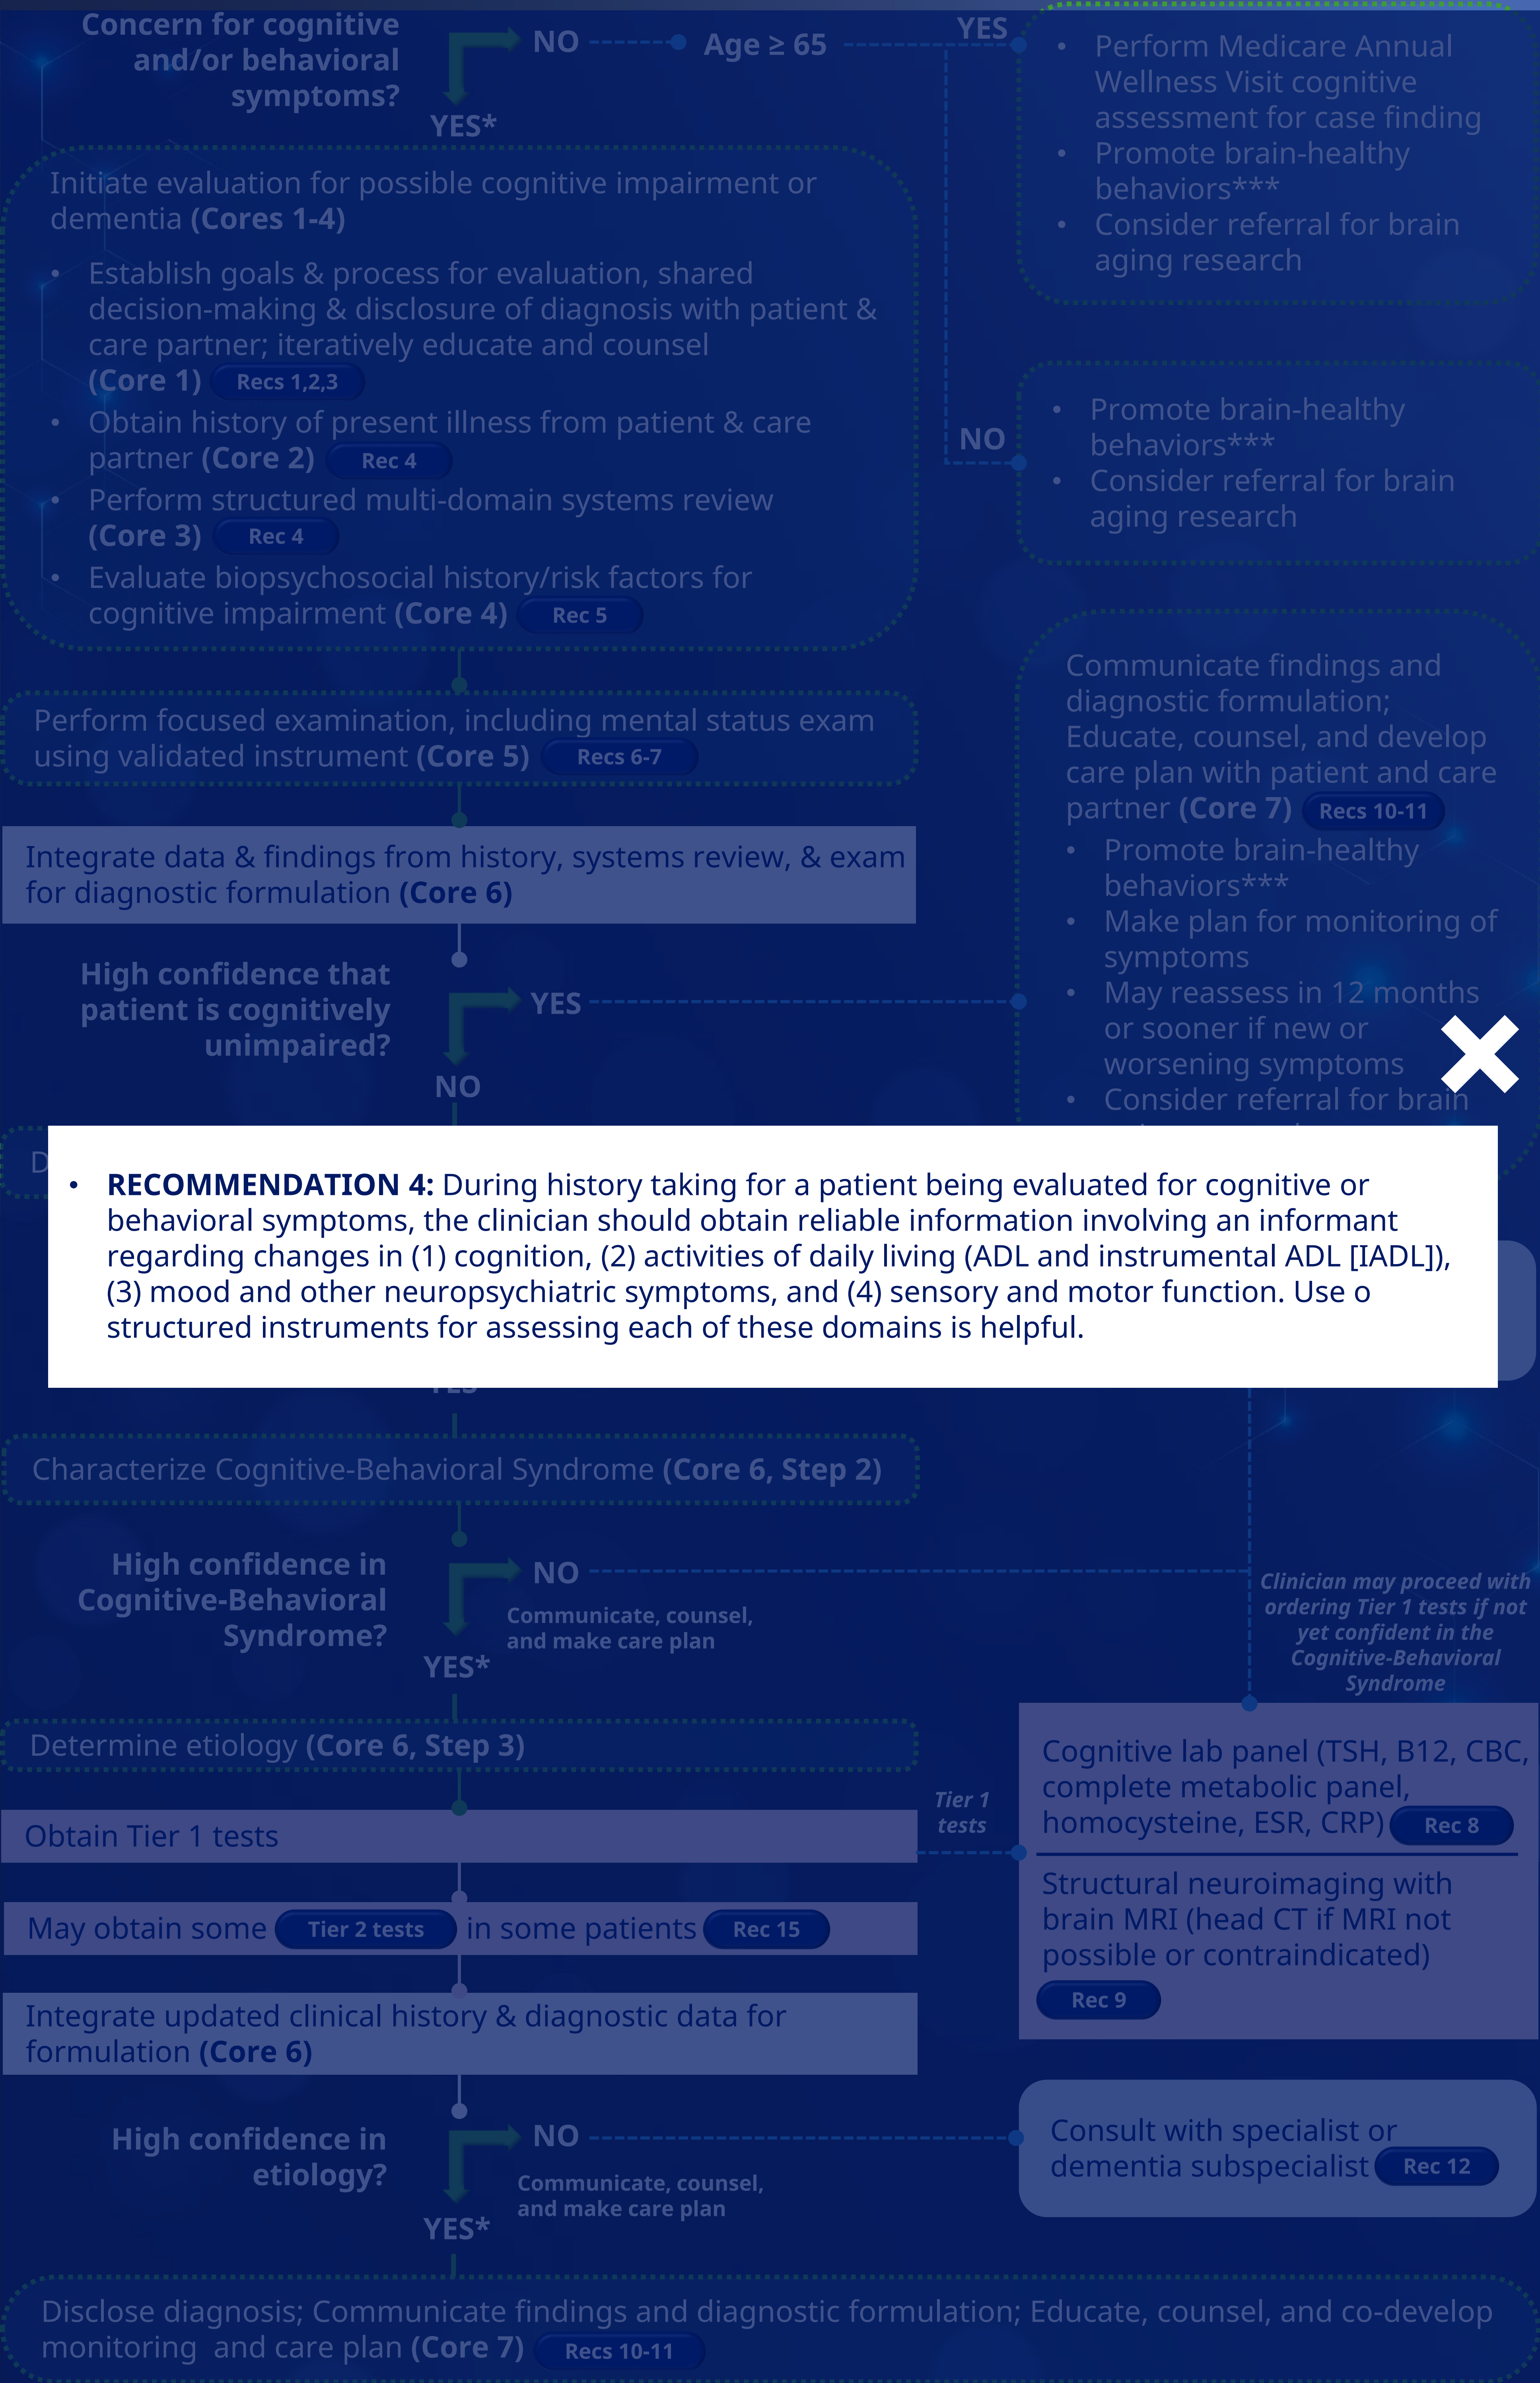 Concern for cognitive
and/or behavioral
symptoms?
NO
Age ≥ 65
YES
YES*
• Perform Medicare Annual
Wellness Visit cognitive
assessment for case finding
• Promote brain-healthy
behaviors***
• Consider referral for brain
aging research
Initiate evaluation for possible cognitive impairment or
dementia (Cores 1-4)
• Establish goals & process for evaluation, shared
decision-making & disclosure of diagnosis with patient &
care partner; iteratively educate and counsel
(Core 1) Recs 1,2,3
• Obtain history of present illness from patient & care
partner (Core 2) Rec 4
• Perform structured multi-domain systems review
(Core 3) Rec 4
• Evaluate biopsychosocial history/risk factors for
cognitive impairment (Core 4) Rec 5
NO
• Promote brain-healthy
behaviors***
• Consider referral for brain
aging research
Perform focused examination, including mental status exam
using validated instrument (Core 5) Recs 6-7
Integrate data & findings from history, systems review, & exam
for diagnostic formulation (Core 6)
High confidence that
patient is cognitively
unimpaired?
YES
NO
Communicate findings and
diagnostic formulation;
Educate, counsel, and develop
care plan with patient and care
partner (Core 7) Recs 10-11
• Promote brain-healthy
behaviors***
• Make plan for monitoring of
symptoms
• May reassess in 12 months
or sooner if new or
worsening symptoms
• Consider referral for brain
• RECOMMENDATION 4: During history taking for a patient being evaluated for cognitive or
behavioral symptoms, the clinician should obtain reliable information involving an informant
regarding changes in (1) cognition, (2) activities of daily living (ADL and instrumental ADL [IADL]),
(3) mood and other neuropsychiatric symptoms, and (4) sensory and motor function. Use o
structured instruments for assessing each of these domains is helpful.
Characterize Cognitive-Behavioral Syndrome (Core 6, Step 2)
High confidence in
Cognitive-Behavioral
Syndrome?
NO
Communicate, counsel,
and make care plan
YES*
Clinician may proceed with
ordering Tier 1 tests if not
yet confident in the
Cognitive-Behavioral
Syndrome
Determine etiology (Core 6, Step 3)
Obtain Tier 1 tests
Tier 1
tests
Cognitive lab panel (TSH, B12, CBC,
complete metabolic panel,
homocysteine, ESR, CRP) Rec 8
Structural neuroimaging with
brain MRI (head CT if MRI not
possible or contraindicated)
Rec 9
May obtain some Tier 2 tests in some patients Rec 15
Integrate updated clinical history & diagnostic data for
formulation (Core 6)
High confidence in
etiology?
NO
Communicate, counsel,
and make care plan
YES*
Consult with specialist or
dementia subspecialist Rec 12
Disclose diagnosis; Communicate findings and diagnostic formulation; Educate, counsel, and co-develop
monitoring and care plan (Core 7) Recs 10-11